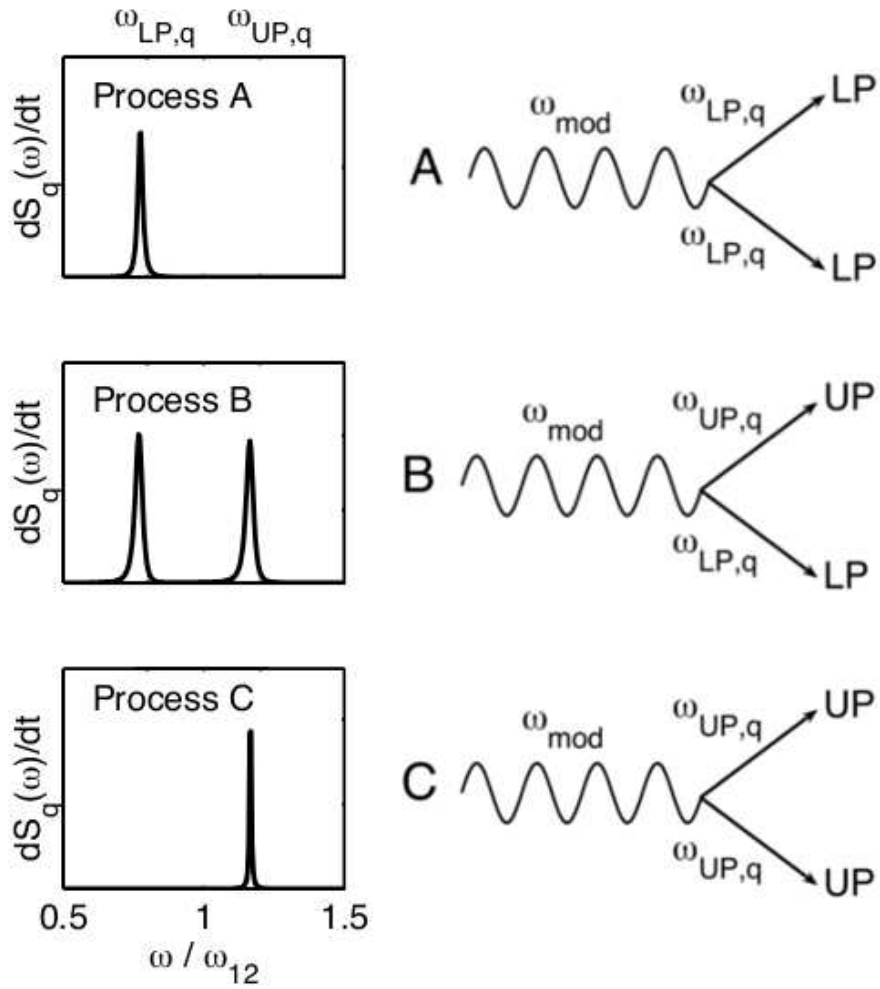 ω_LP,q ω_UP,q
Process A
dS_q(ω)/dt
A
ω_mod
ω_LP,q
LP
ω_LP,q
LP
Process B
dS_q(ω)/dt
B
ω_mod
ω_UP,q
UP
ω_LP,q
LP
Process C
dS_q(ω)/dt
0.5 1 1.5
ω / ω_12
C
ω_mod
ω_UP,q
UP
ω_UP,q
UP